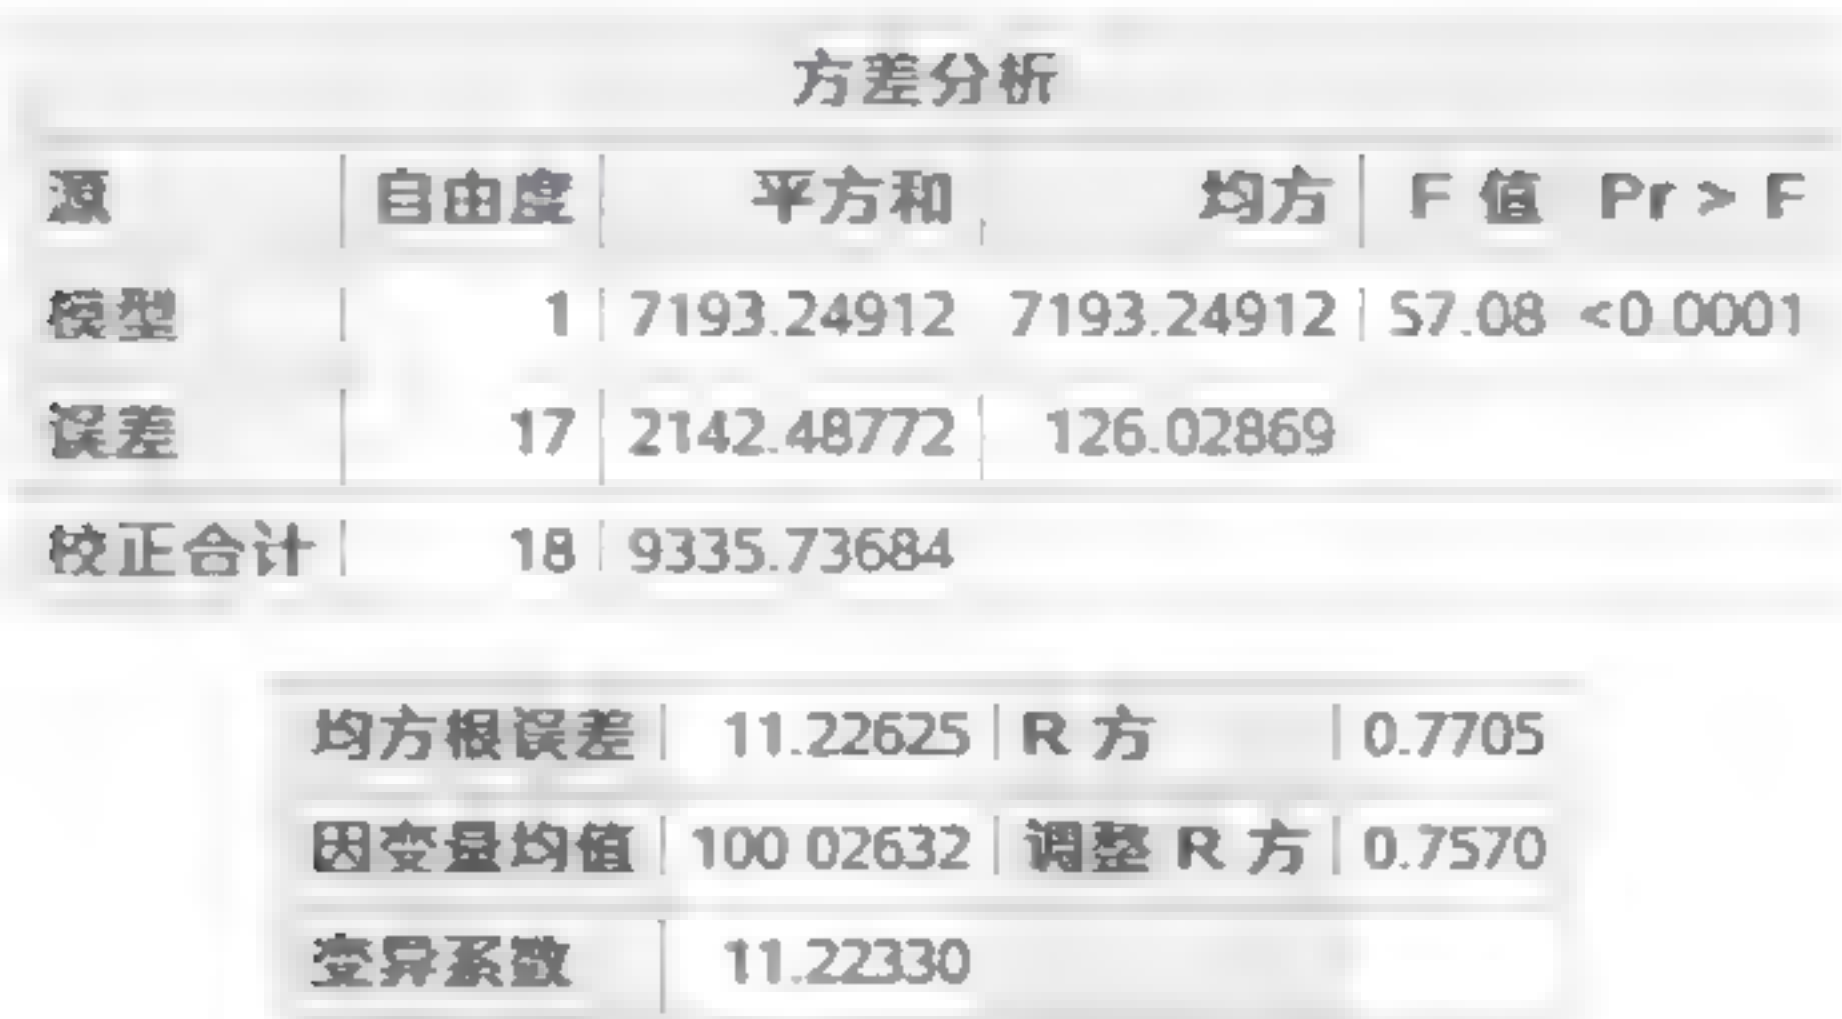 方差分析
源 自由度 平方和 均方 F 值 Pr > F
模型 1 7193.24912 7193.24912 57.08 <0.0001
误差 17 2142.48772 126.02869
校正合计 18 9335.73684
均方根误差 11.22625 R 方 0.7705
因变量均值 100.02632 调整 R 方 0.7570
变异系数 11.22330